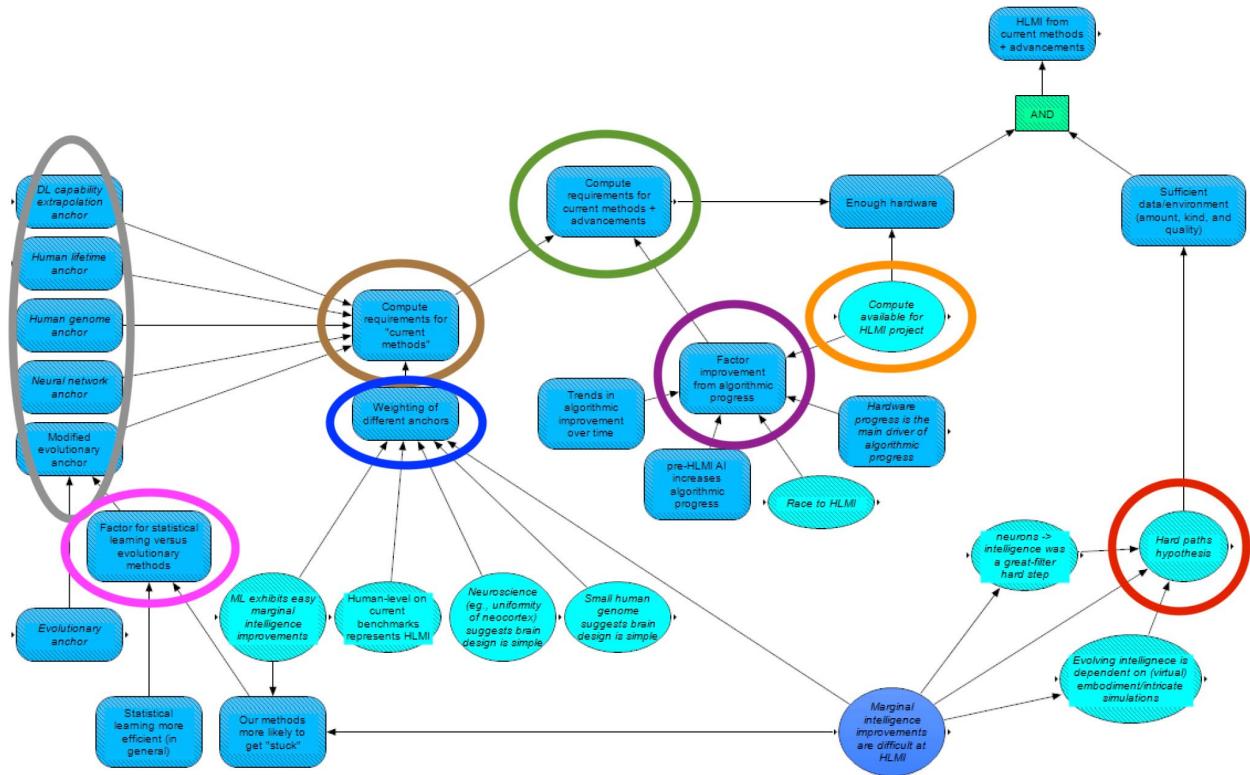 HLMI from
current methods
+ advancements
AND
DL capability
extrapolation
anchor
Human lifetime
anchor
Human genome
anchor
Neural network
anchor
Modified
evolutionary
anchor
Compute
requirements for
current methods +
advancements
Enough hardware
Sufficient
data/environment
(amount, kind, and
quality)
Compute
requirements for
"current
methods"
Compute
available for
HLMI project
Factor
improvement
from algorithmic
progress
Weighting of
different anchors
Trends in
algorithmic
improvement
over time
Hardware
progress is the
main driver of
algorithmic
progress
pre-HLMI AI
increases
algorithmic
progress
Race to HLMI
Factor for statistical
learning versus
evolutionary
methods
neurons ->
intelligence was
a great-filter
hard step
Hard paths
hypothesis
Evolutionary
anchor
ML exhibits easy
marginal
intelligence
improvements
Human-level on
current
benchmarks
represents HLMI
Neuroscience
(eg., uniformity
of neocortex)
suggests brain
design is simple
Small human
genome
suggests brain
design is simple
Evolving intelignece is
dependent on (virtual)
embodiment/intricate
simulations
Statistical
learning more
efficient (in
general)
Our methods
more likely to
get "stuck"
Marginal
intelligence
improvements
are difficult at
HLMI